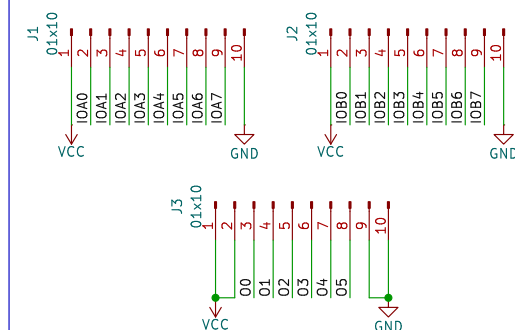 J1
01x10
1 2 3 4 5 6 7 8 9 10
IOA0 IOA1 IOA2 IOA3 IOA4 IOA5 IOA6 IOA7
VCC
GND
J2
01x10
1 2 3 4 5 6 7 8 9 10
IOB0 IOB1 IOB2 IOB3 IOB4 IOB5 IOB6 IOB7
VCC
GND
J3
01x10
1 2 3 4 5 6 7 8 9 10
O0 O1 O2 O3 O4 O5
VCC
GND